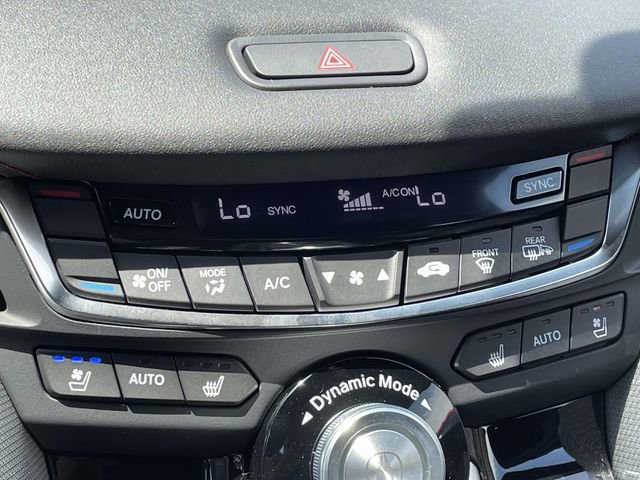 AUTO Lo SYNC A/C ON Lo SYNC
ON/OFF MODE A/C FRONT REAR
AUTO AUTO
Dynamic Mode